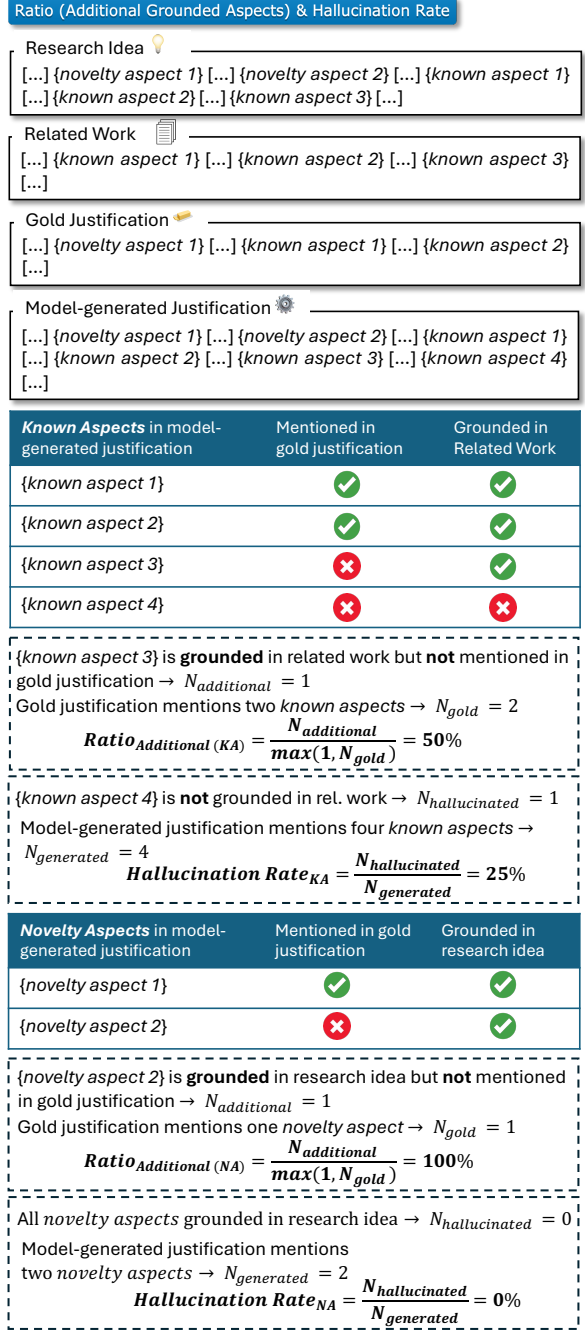 Ratio (Additional Grounded Aspects) & Hallucination Rate
Research Idea
[...] {novelty aspect 1} [...] {novelty aspect 2} [...] {known aspect 1}
[...] {known aspect 2} [...] {known aspect 3} [...]
Related Work
[...] {known aspect 1} [...] {known aspect 2} [...] {known aspect 3}
[...]
Gold Justification
[...] {novelty aspect 1} [...] {known aspect 1} [...] {known aspect 2}
[...]
Model-generated Justification
[...] {novelty aspect 1} [...] {novelty aspect 2} [...] {known aspect 1}
[...] {known aspect 2} [...] {known aspect 3} [...] {known aspect 4}
[...]
Known Aspects in model-generated justification Mentioned in gold justification Grounded in Related Work
{known aspect 1}
{known aspect 2}
{known aspect 3}
{known aspect 4}
{known aspect 3} is grounded in related work but not mentioned in
gold justification → N_additional = 1
Gold justification mentions two known aspects → N_gold = 2
Ratio_Additional (KA) = N_additional / max(1, N_gold) = 50%
{known aspect 4} is not grounded in rel. work → N_hallucinated = 1
Model-generated justification mentions four known aspects →
N_generated = 4
Hallucination Rate_KA = N_hallucinated / N_generated = 25%
Novelty Aspects in model-generated justification Mentioned in gold justification Grounded in research idea
{novelty aspect 1}
{novelty aspect 2}
{novelty aspect 2} is grounded in research idea but not mentioned
in gold justification → N_additional = 1
Gold justification mentions one novelty aspect → N_gold = 1
Ratio_Additional (NA) = N_additional / max(1, N_gold) = 100%
All novelty aspects grounded in research idea → N_hallucinated = 0
Model-generated justification mentions
two novelty aspects → N_generated = 2
Hallucination Rate_NA = N_hallucinated / N_generated = 0%